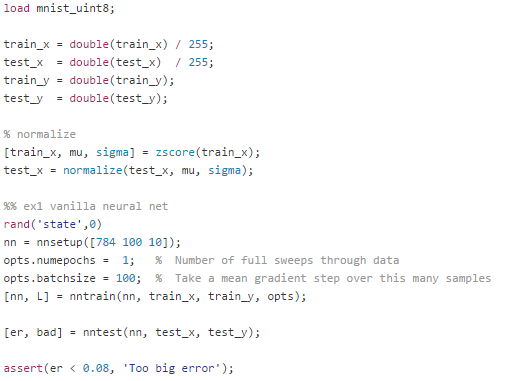 load mnist_uint8;
train_x = double(train_x) / 255;
test_x  = double(test_x)  / 255;
train_y = double(train_y);
test_y  = double(test_y);
% normalize
[train_x, mu, sigma] = zscore(train_x);
test_x = normalize(test_x, mu, sigma);
%% ex1 vanilla neural net
rand('state',0)
nn = nnsetup([784 100 10]);
opts.numepochs =  1;   %  Number of full sweeps through data
opts.batchsize = 100;  %  Take a mean gradient step over this many samples
[nn, L] = nntrain(nn, train_x, train_y, opts);
[er, bad] = nntest(nn, test_x, test_y);
assert(er < 0.08, 'Too big error');